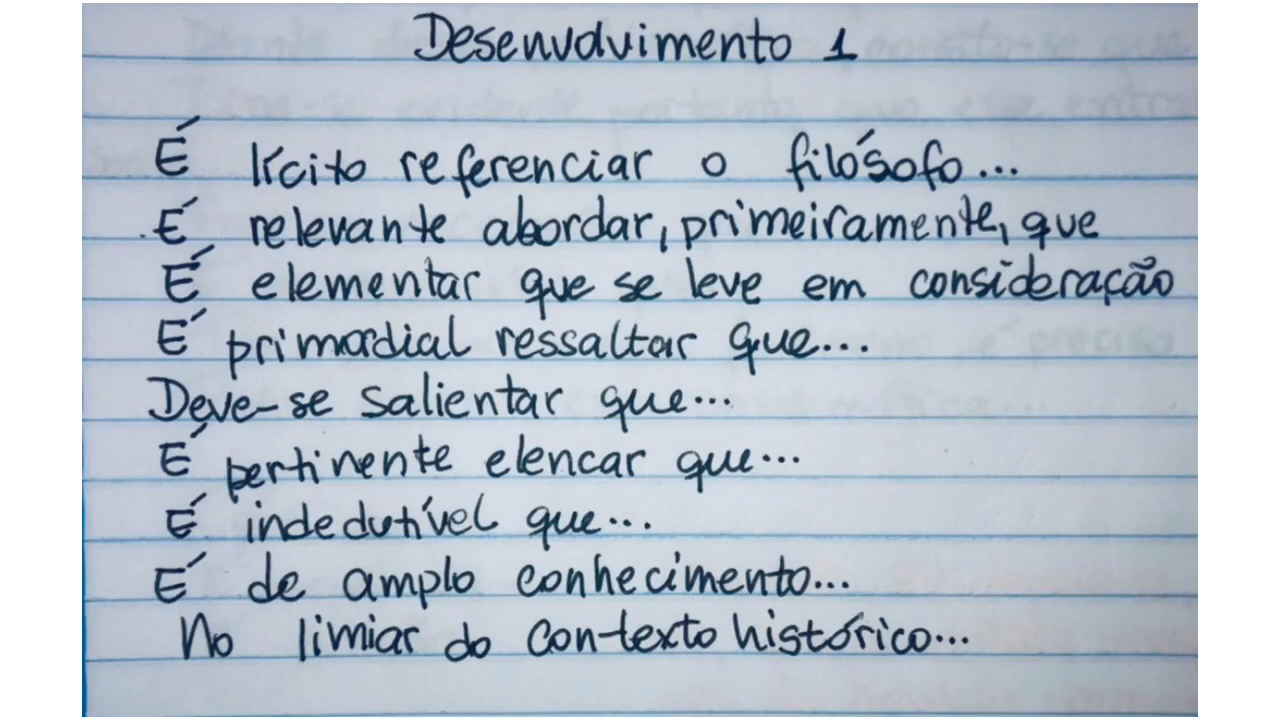 Desenvolvimento 1
É lícito referenciar o filósofo...
É relevante abordar, primeiramente, que
É elementar que se leve em consideração
É primordial ressaltar que...
Deve-se salientar que...
É pertinente elencar que...
É indedutível que...
É de amplo conhecimento...
No limiar do contexto histórico...